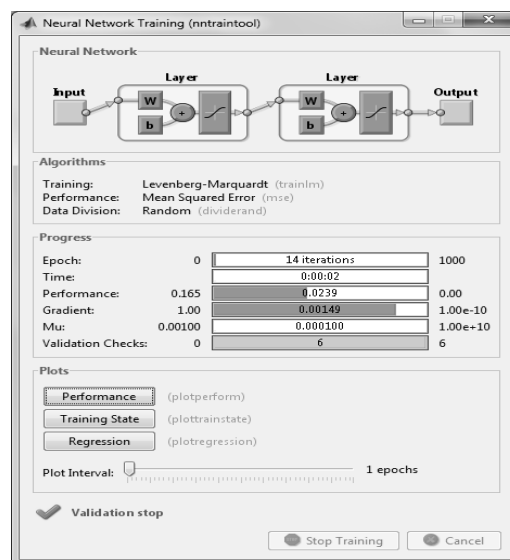 Neural Network Training (nntraintool)
Neural Network
Layer Layer
Input W b + W b + Output
Algorithms
Training: Levenberg-Marquardt (trainlm)
Performance: Mean Squared Error (mse)
Data Division: Random (dividerand)
Progress
Epoch: 0 14 iterations 1000
Time: 0:00:02
Performance: 0.165 0.0239 0.00
Gradient: 1.00 0.00149 1.00e-10
Mu: 0.00100 0.000100 1.00e+10
Validation Checks: 0 6 6
Plots
Performance (plotperform)
Training State (plottrainstate)
Regression (plotregression)
Plot Interval: 1 epochs
Validation stop
Stop Training Cancel